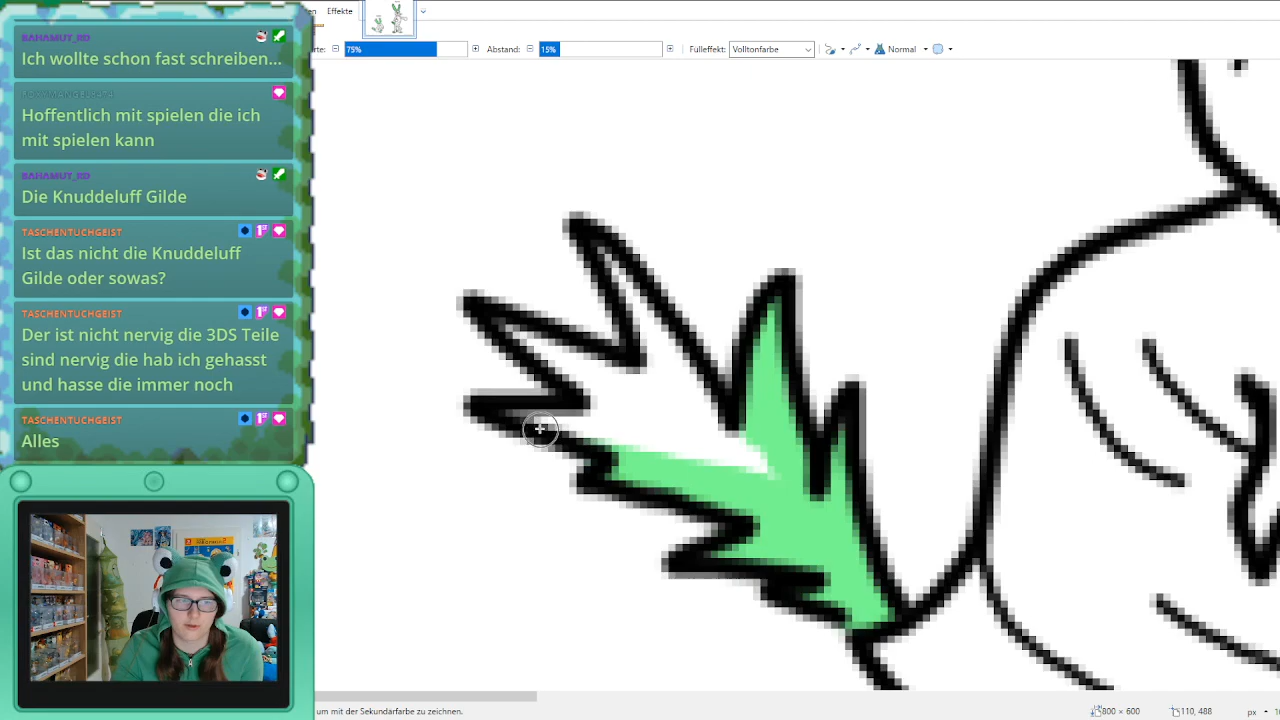 Effekte
BAHAMUT_RD
Ich wollte schon fast schreiben...
Hoffentlich mit spielen die ich
mit spielen kann
BAHAMUT_RD
Die Knuddeluff Gilde
TASCHENTUCHGEIST
Ist das nicht die Knuddeluff
Gilde oder sowas?
TASCHENTUCHGEIST
Der ist nicht nervig die 3DS Teile
sind nervig die hab ich gehasst
und hasse die immer noch
TASCHENTUCHGEIST
Alles
75%
Abstand:
15%
Fülleffekt:
Volltonfarbe
Normal
um mit der Sekundärfarbe zu zeichnen.
800 × 600
110, 488
px